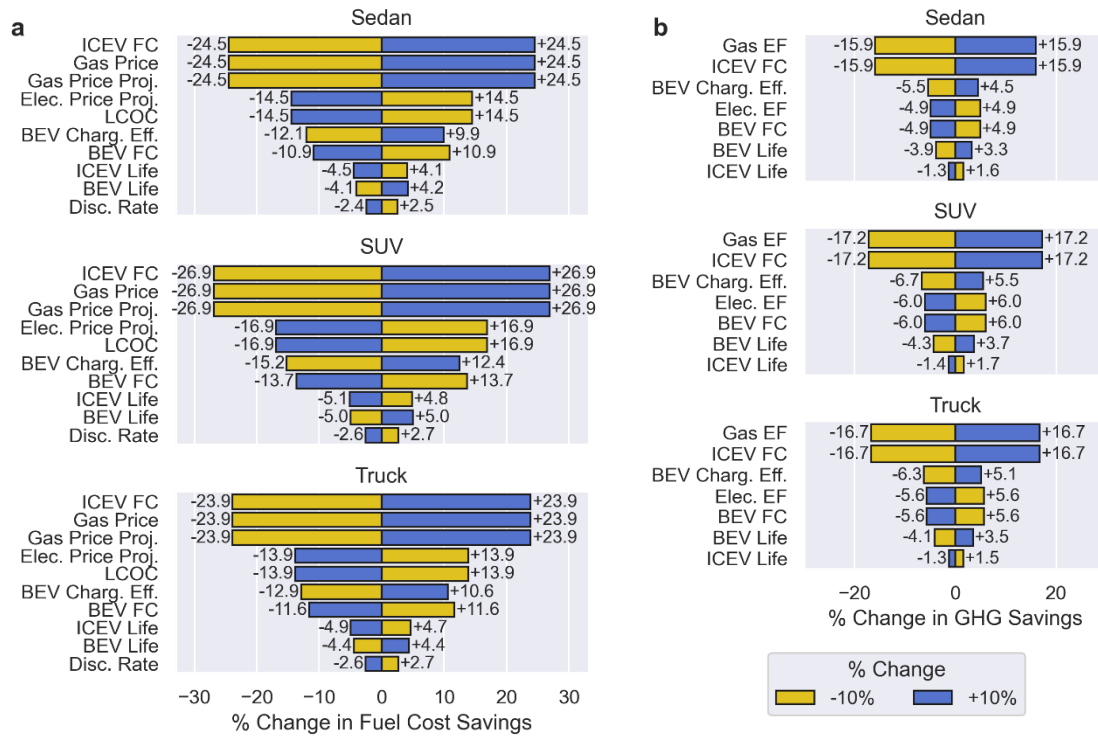 a
Sedan
ICEV FC -24.5 +24.5
Gas Price -24.5 +24.5
Gas Price Proj. -24.5 +24.5
Elec. Price Proj. -14.5 +14.5
LCOC -14.5 +14.5
BEV Charg. Eff. -12.1 +9.9
BEV FC -10.9 +10.9
ICEV Life -4.5 +4.1
BEV Life -4.1 +4.2
Disc. Rate -2.4 +2.5
SUV
ICEV FC -26.9 +26.9
Gas Price -26.9 +26.9
Gas Price Proj. -26.9 +26.9
Elec. Price Proj. -16.9 +16.9
LCOC -16.9 +16.9
BEV Charg. Eff. -15.2 +12.4
BEV FC -13.7 +13.7
ICEV Life -5.1 +4.8
BEV Life -5.0 +5.0
Disc. Rate -2.6 +2.7
Truck
ICEV FC -23.9 +23.9
Gas Price -23.9 +23.9
Gas Price Proj. -23.9 +23.9
Elec. Price Proj. -13.9 +13.9
LCOC -13.9 +13.9
BEV Charg. Eff. -12.9 +10.6
BEV FC -11.6 +11.6
ICEV Life -4.9 +4.7
BEV Life -4.4 +4.4
Disc. Rate -2.6 +2.7
−30 −20 −10 0 10 20 30
% Change in Fuel Cost Savings
b
Sedan
Gas EF -15.9 +15.9
ICEV FC -15.9 +15.9
BEV Charg. Eff. -5.5 +4.5
Elec. EF -4.9 +4.9
BEV FC -4.9 +4.9
BEV Life -3.9 +3.3
ICEV Life -1.3 +1.6
SUV
Gas EF -17.2 +17.2
ICEV FC -17.2 +17.2
BEV Charg. Eff. -6.7 +5.5
Elec. EF -6.0 +6.0
BEV FC -6.0 +6.0
BEV Life -4.3 +3.7
ICEV Life -1.4 +1.7
Truck
Gas EF -16.7 +16.7
ICEV FC -16.7 +16.7
BEV Charg. Eff. -6.3 +5.1
Elec. EF -5.6 +5.6
BEV FC -5.6 +5.6
BEV Life -4.1 +3.5
ICEV Life -1.3 +1.5
−20 0 20
% Change in GHG Savings
% Change
-10% +10%